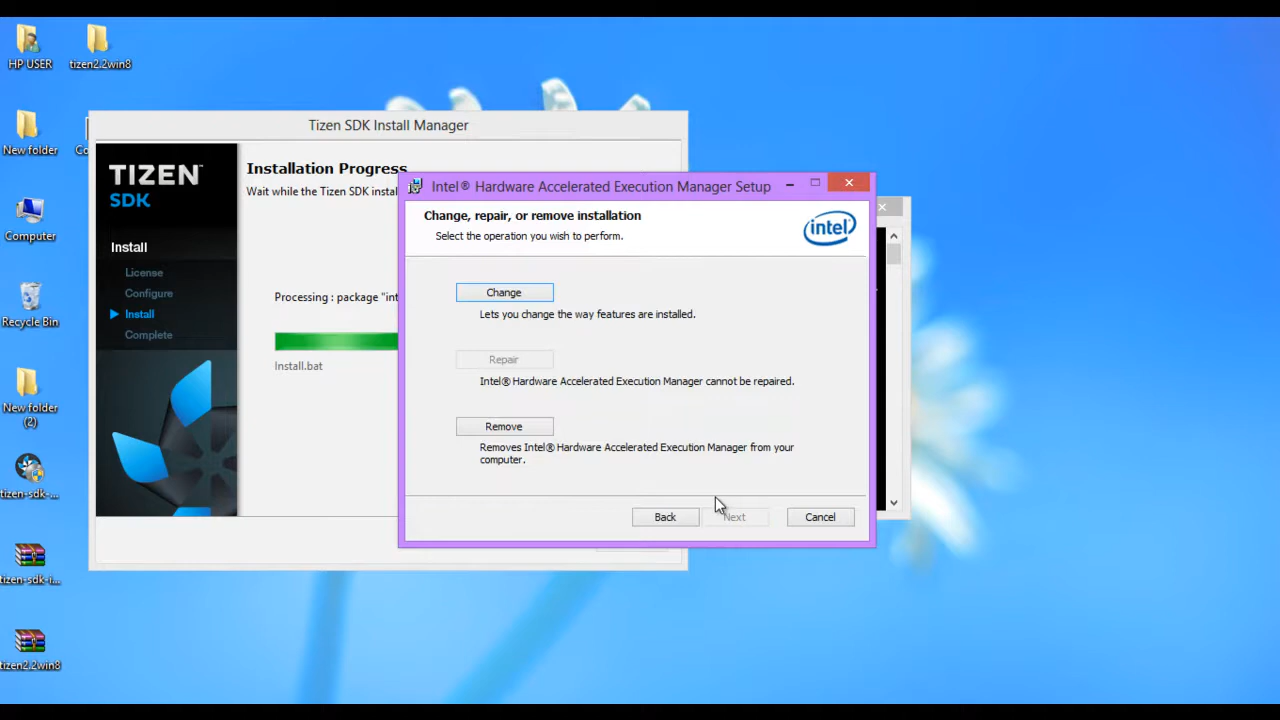 HP USER
tizen2.2win8
New folder
Computer
Recycle Bin
New folder
(2)
tizen-sdk-...
tizen-sdk-i...
tizen2.2win8
Tizen SDK Install Manager
TIZEN™
SDK
Install
License
Configure
Install
Complete
Installation Progress
Wait while the Tizen SDK instal
Processing : package "int
Install.bat
Intel® Hardware Accelerated Execution Manager Setup
Change, repair, or remove installation
Select the operation you wish to perform.
intel
Change
Lets you change the way features are installed.
Repair
Intel® Hardware Accelerated Execution Manager cannot be repaired.
Remove
Removes Intel® Hardware Accelerated Execution Manager from your
computer.
Back
Next
Cancel